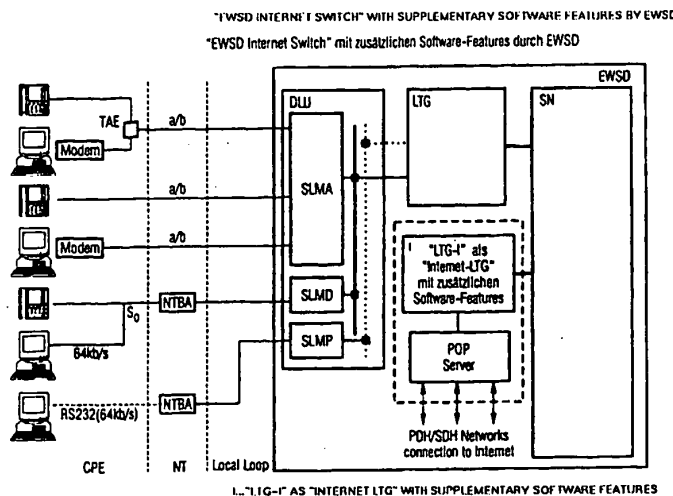 "EWSD INTERNET SWITCH" WITH SUPPLEMENTARY SOFTWARE FEATURES BY EWSD
"EWSD Internet Switch" mit zusätzlichen Software-Features durch EWSD
EWSD
DLU
LTG
SN
TAE
a/b
Modem
SLMA
a/b
a/b
Modem
I
"LTG-I" als
"Internet-LTG"
mit zusätzlichen
Software-Features
S0
NTBA
SLMD
64kb/s
SLMP
POP
Server
RS232(64kb/s)
NTBA
PDH/SDH Networks
connection to Internet
CPE
NT
Local Loop
I..."LTG-I" AS "INTERNET LTG" WITH SUPPLEMENTARY SOFTWARE FEATURES